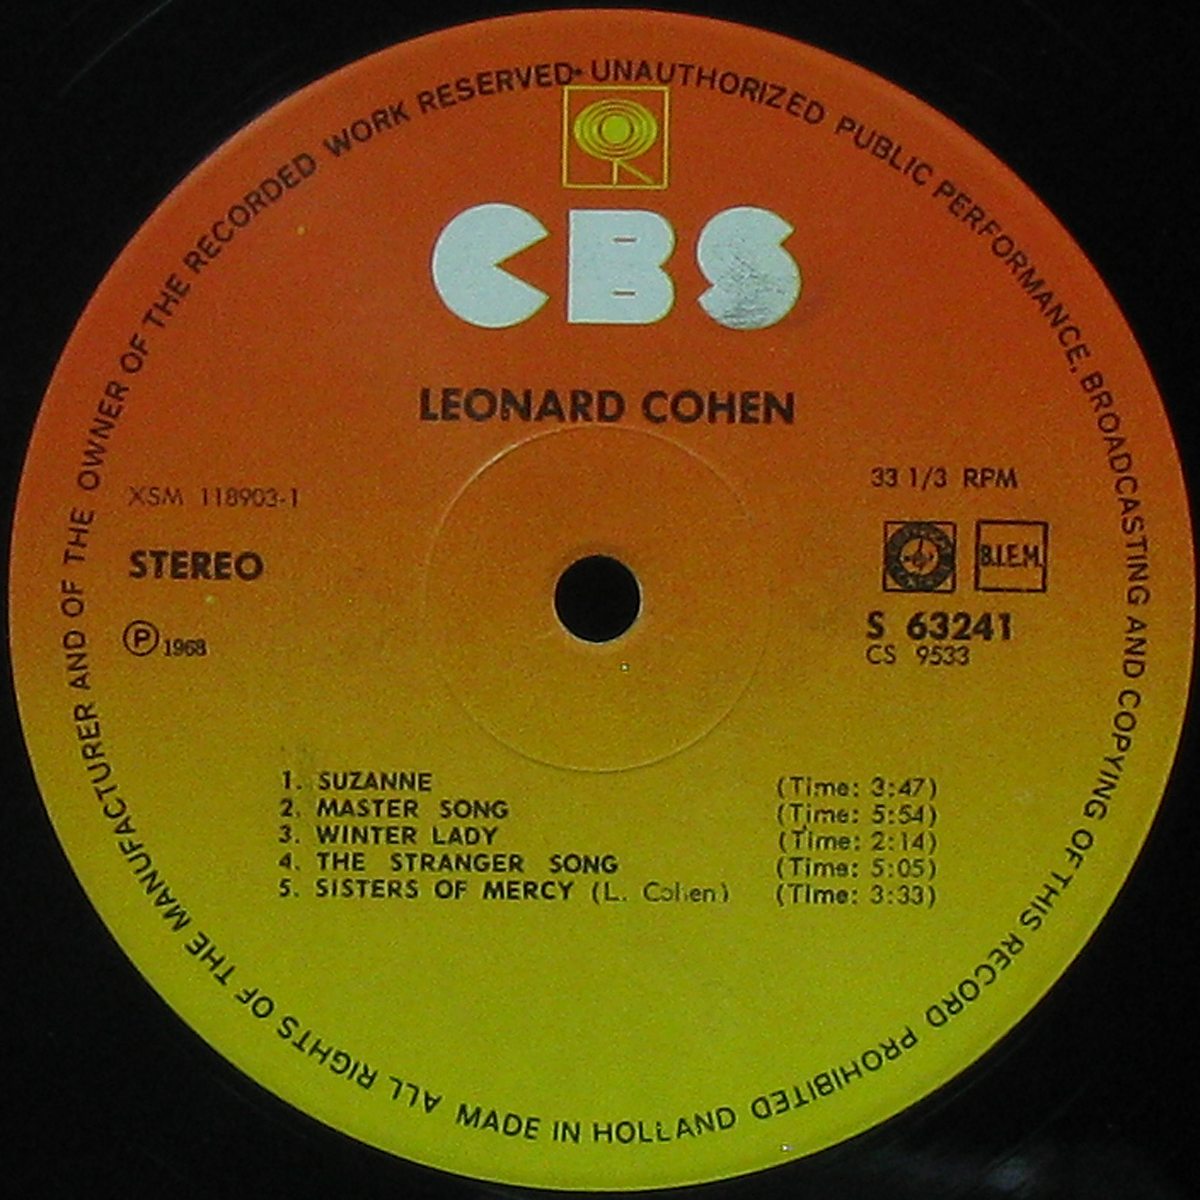 ALL RIGHTS OF THE MANUFACTURER AND OF THE OWNER OF THE RECORDED WORK RESERVED• UNAUTHORIZED PUBLIC PERFORMANCE, BROADCASTING AND COPYING OF THIS RECORD PROHIBITED
CBS
LEONARD COHEN
XSM 118903-1
33 1/3 RPM
STEREO
B.I.E.M.
℗ 1968
S 63241
CS 9533
1. SUZANNE (Time: 3:47)
2. MASTER SONG (Time: 5:54)
3. WINTER LADY (Time: 2:14)
4. THE STRANGER SONG (Time: 5:05)
5. SISTERS OF MERCY (L. Cohen) (Time: 3:33)
MADE IN HOLLAND